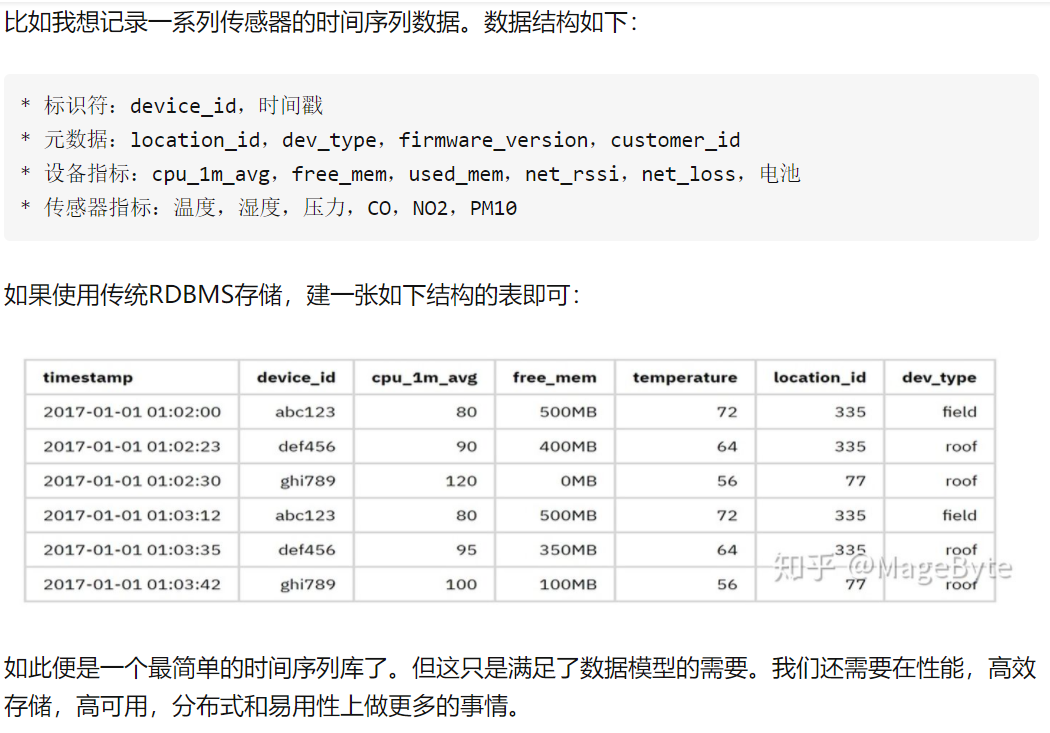 比如我想记录一系列传感器的时间序列数据。数据结构如下：
* 标识符：device_id，时间戳
* 元数据：location_id，dev_type，firmware_version，customer_id
* 设备指标：cpu_1m_avg，free_mem，used_mem，net_rssi，net_loss，电池
* 传感器指标：温度，湿度，压力，CO，NO2，PM10
如果使用传统RDBMS存储，建一张如下结构的表即可：
timestamp device_id cpu_1m_avg free_mem temperature location_id dev_type
2017-01-01 01:02:00 abc123 80 500MB 72 335 field
2017-01-01 01:02:23 def456 90 400MB 64 335 roof
2017-01-01 01:02:30 ghi789 120 0MB 56 77 roof
2017-01-01 01:03:12 abc123 80 500MB 72 335 field
2017-01-01 01:03:35 def456 95 350MB 64 335 roof
2017-01-01 01:03:42 ghi789 100 100MB 56 77 roof
知乎 @MageByte
如此便是一个最简单的时间序列库了。但这只是满足了数据模型的需要。我们还需要在性能，高效
存储，高可用，分布式和易用性上做更多的事情。